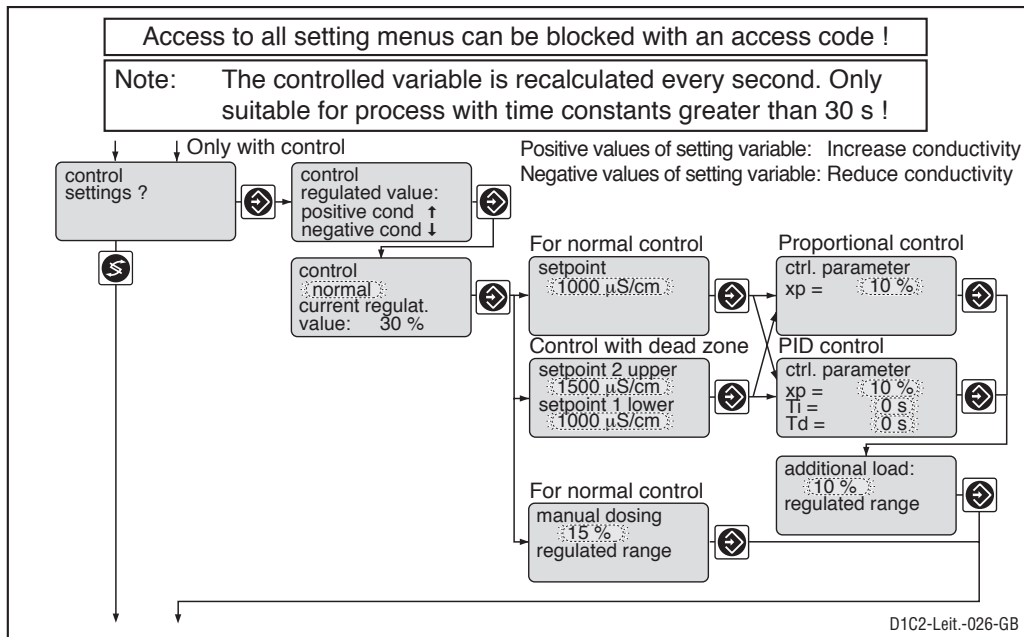 Access to all setting menus can be blocked with an access code !
Note: The controlled variable is recalculated every second. Only
suitable for process with time constants greater than 30 s !
Only with control
Positive values of setting variable: Increase conductivity
Negative values of setting variable: Reduce conductivity
control
settings ?
control
regulated value:
positive cond ↑
negative cond ↓
control
normal
current regulat.
value: 30 %
For normal control
setpoint
1000 µS/cm
Proportional control
ctrl. parameter
xp = 10 %
Control with dead zone
setpoint 2 upper
1500 µS/cm
setpoint 1 lower
1000 µS/cm
PID control
ctrl. parameter
xp = 10 %
Ti = 0 s
Td = 0 s
additional load:
10 %
regulated range
For normal control
manual dosing
15 %
regulated range
D1C2-Leit.-026-GB